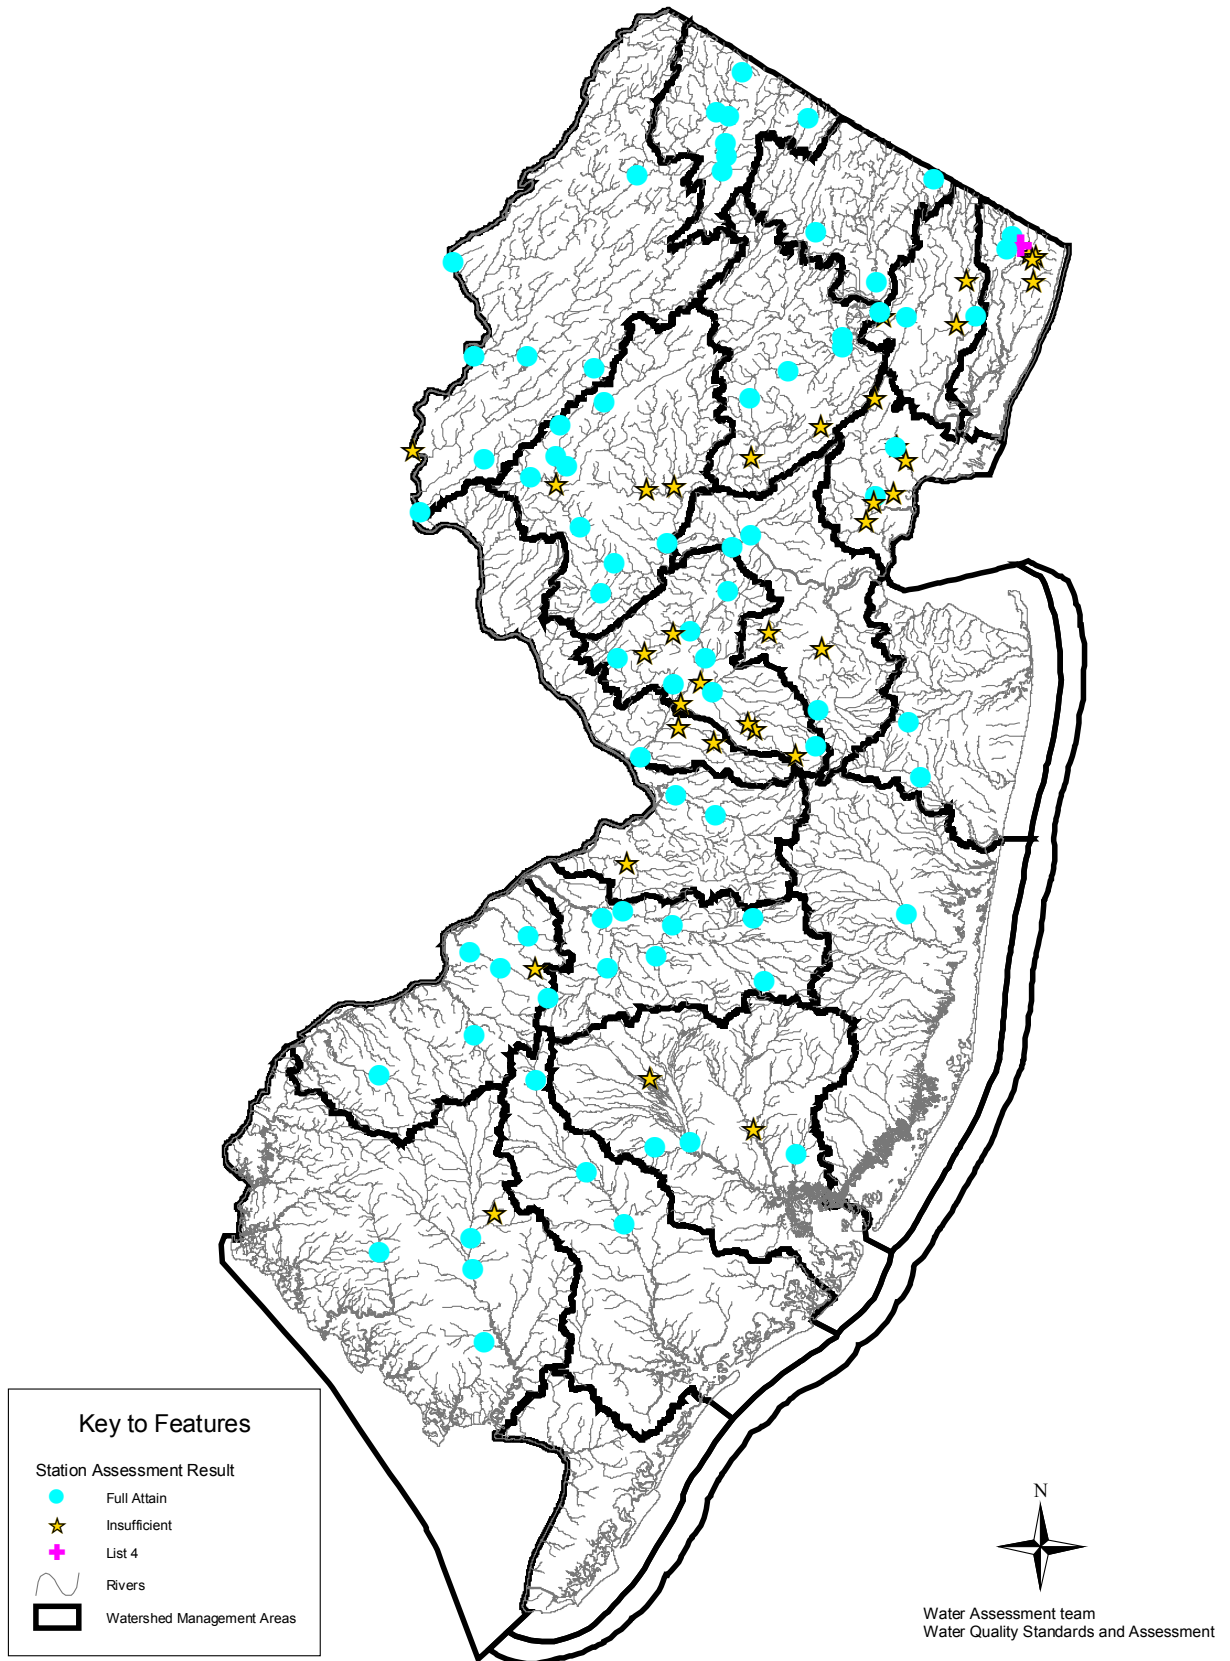 Key to Features
Station Assessment Result
Full Attain
Insufficient
List 4
Rivers
Watershed Management Areas
N
Water Assessment team
Water Quality Standards and Assessment